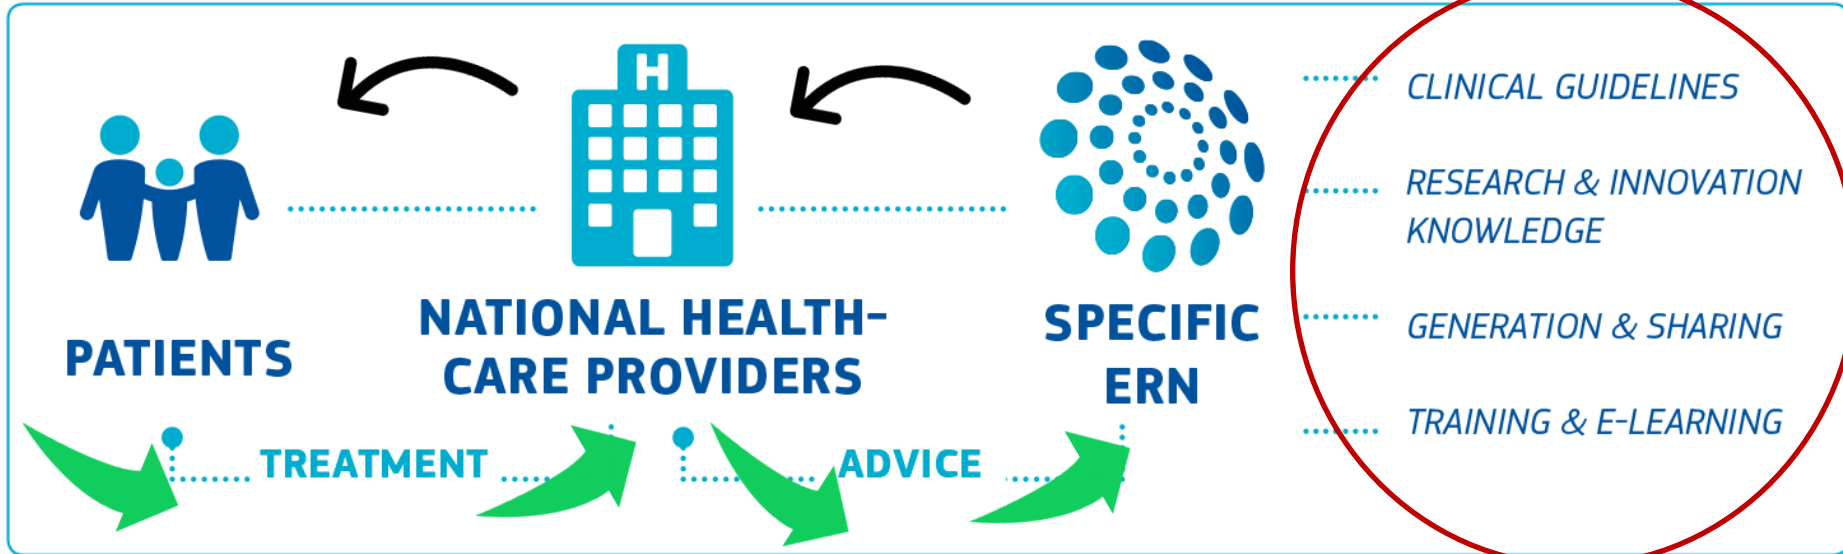 H
PATIENTS
NATIONAL HEALTH-
CARE PROVIDERS
SPECIFIC
ERN
TREATMENT
ADVICE
CLINICAL GUIDELINES
RESEARCH & INNOVATION
KNOWLEDGE
GENERATION & SHARING
TRAINING & E-LEARNING